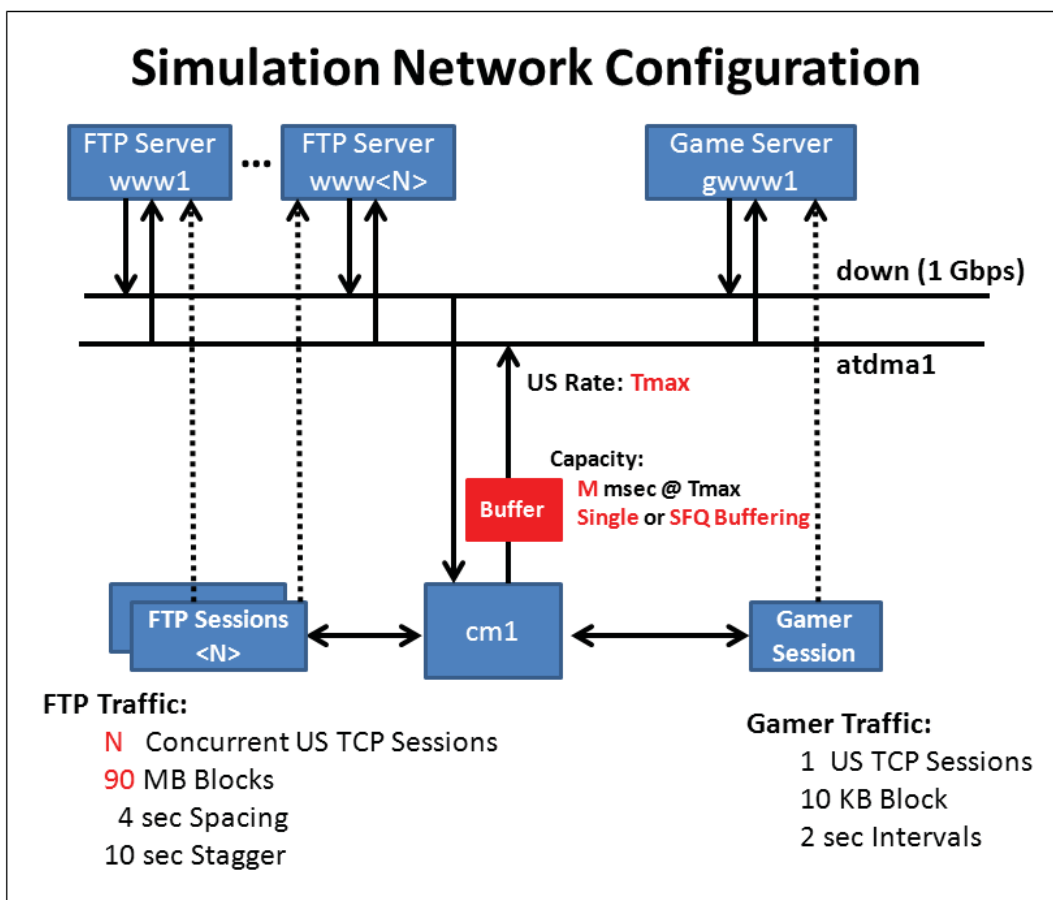 Simulation Network Configuration
FTP Server
www1
...
FTP Server
www<N>
Game Server
gwww1
down (1 Gbps)
atdma1
US Rate: Tmax
Capacity:
M msec @ Tmax
Single or SFQ Buffering
Buffer
FTP Sessions
<N>
cm1
Gamer
Session
FTP Traffic:
N Concurrent US TCP Sessions
90 MB Blocks
4 sec Spacing
10 sec Stagger
Gamer Traffic:
1 US TCP Sessions
10 KB Block
2 sec Intervals